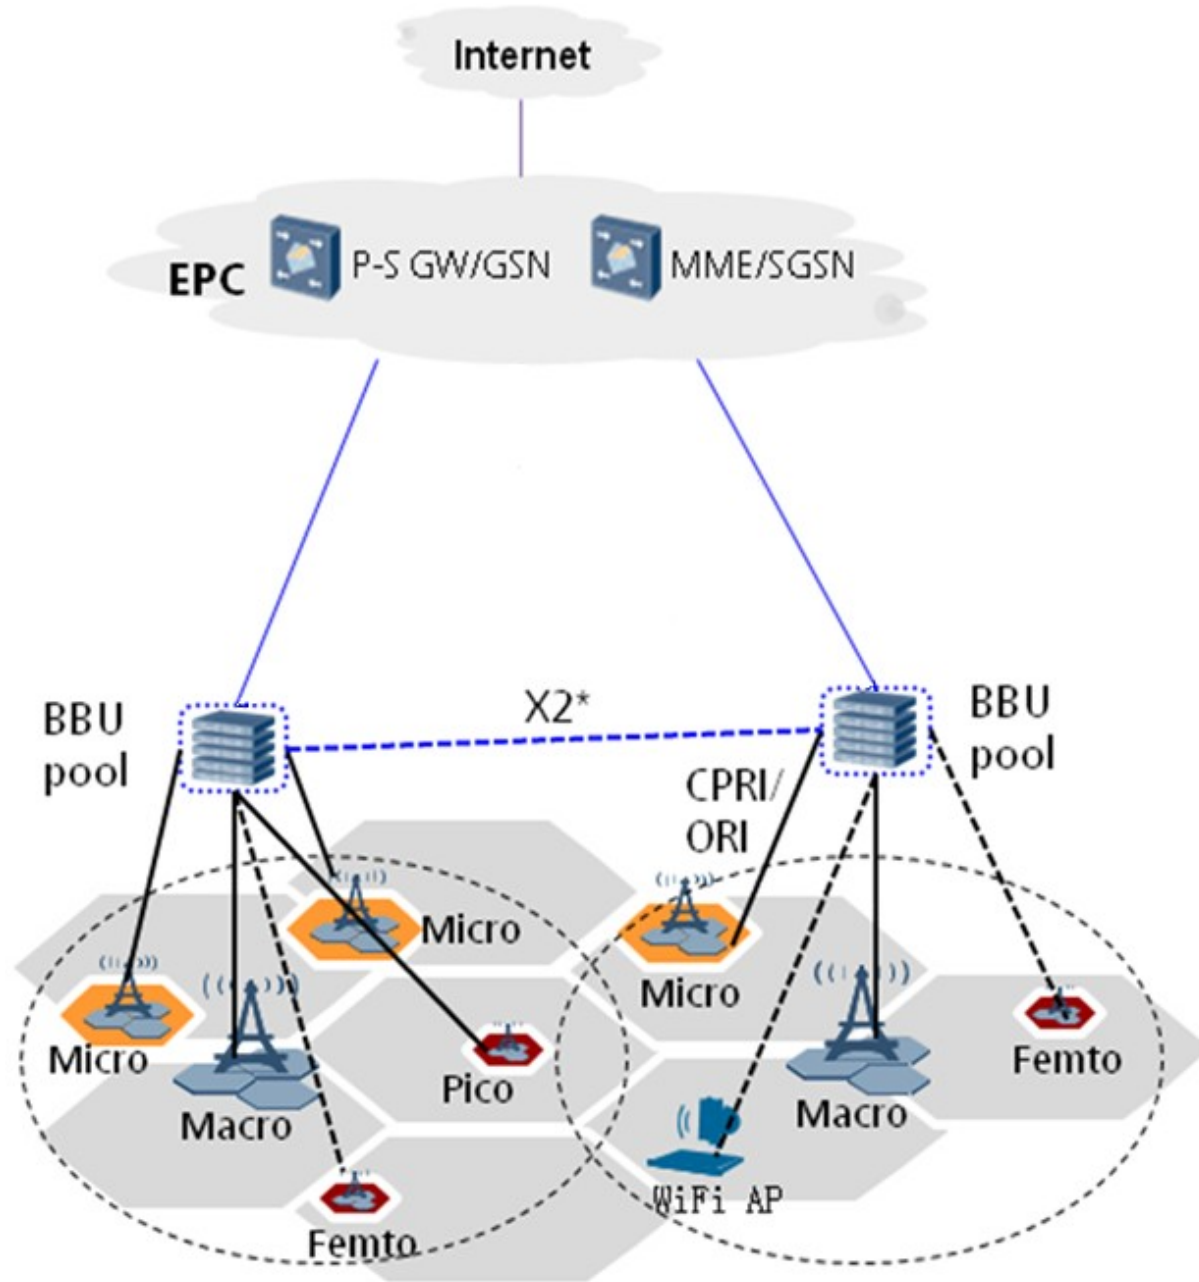 Internet
EPC
P-S GW/GSN
MME/SGSN
BBU
pool
X2*
BBU
pool
CPRI/
ORI
Micro
Micro
Micro
Macro
Pico
Femto
Macro
Femto
WiFi AP